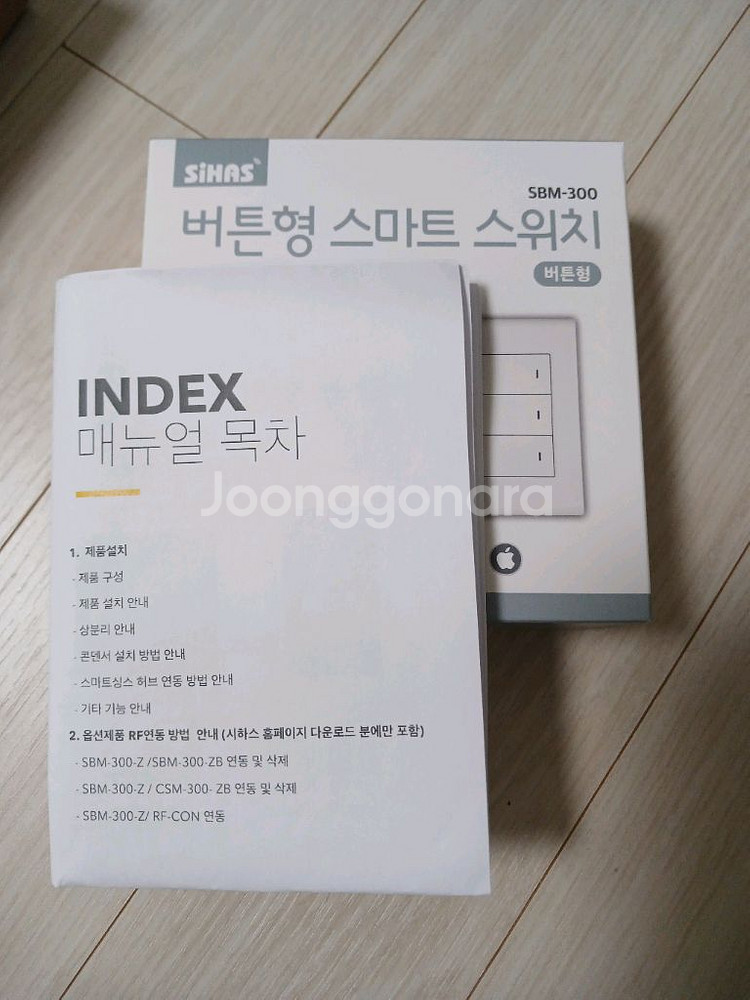 SiHAS
SBM-300
버튼형 스마트 스위치
버튼형
INDEX
매뉴얼 목차
Joonggonara
1. 제품설치
- 제품 구성
- 제품 설치 안내
- 상분리 안내
- 콘덴서 설치 방법 안내
- 스마트싱스 허브 연동 방법 안내
- 기타 기능 안내
2. 옵션제품 RF연동 방법 안내 (시하스 홈페이지 다운로드 분에만 포함)
- SBM-300-Z /SBM-300-ZB 연동 및 삭제
- SBM-300-Z / CSM-300- ZB 연동 및 삭제
- SBM-300-Z/ RF-CON 연동